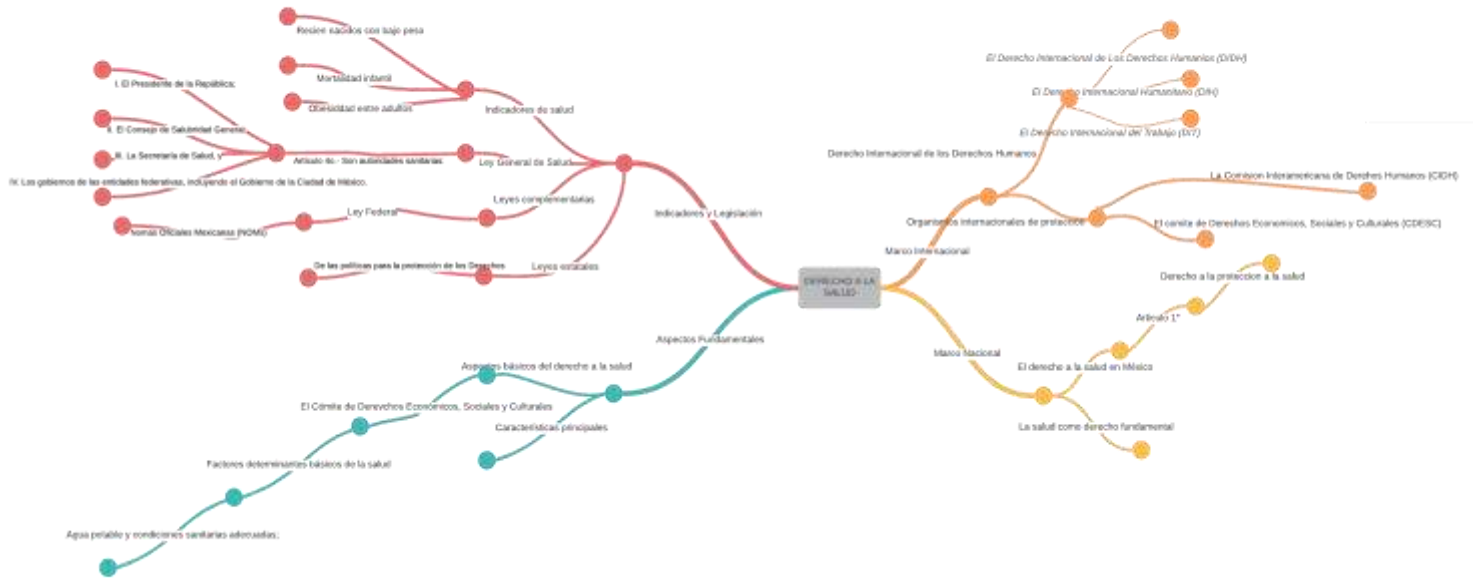 Recien nacidos con bajo peso
Mortalidad infantil
Obesidad entre adultos
Indicadores de salud
I. El Presidente de la República;
II. El Consejo de Salubridad General;
III. La Secretaría de Salud, y
IV. Los gobiernos de las entidades federativas, incluyendo el Gobierno de la Ciudad de México.
Artículo 4o.- Son autoridades sanitarias
Ley General de Salud
Leyes complementarias
Ley Federal
Normas Oficiales Mexicanas (NOMs)
De las políticas para la protección de los Derechos
Leyes estatales
Indicadores y Legislación
DERECHO A LA
SALUD
Aspectos Fundamentales
Aspectos básicos del derecho a la salud
El Cómite de Derevchos Económicos, Sociales y Culturales
Características principales
Factores determinantes básicos de la salud
Agua potable y condiciones sanitarias adecuadas;
El Derecho Internacional de Los Derechos Humanos (DIDH)
El Derecho Internacional Humanitario (DIH)
El Derecho Internacional del Trabajo (DIT)
Derecho Internacional de los Derechos Humanos
La Comision Interamericana de Derchos Humanos (CIDH)
Organismos internacionales de protección
El comite de Derechos Economicos, Sociales y Culturales (CDESC)
Marco Internacional
Derecho a la proteccion a la salud
Artículo 1°
Marco Nacional
El derecho a la salud en México
La salud como derecho fundamental